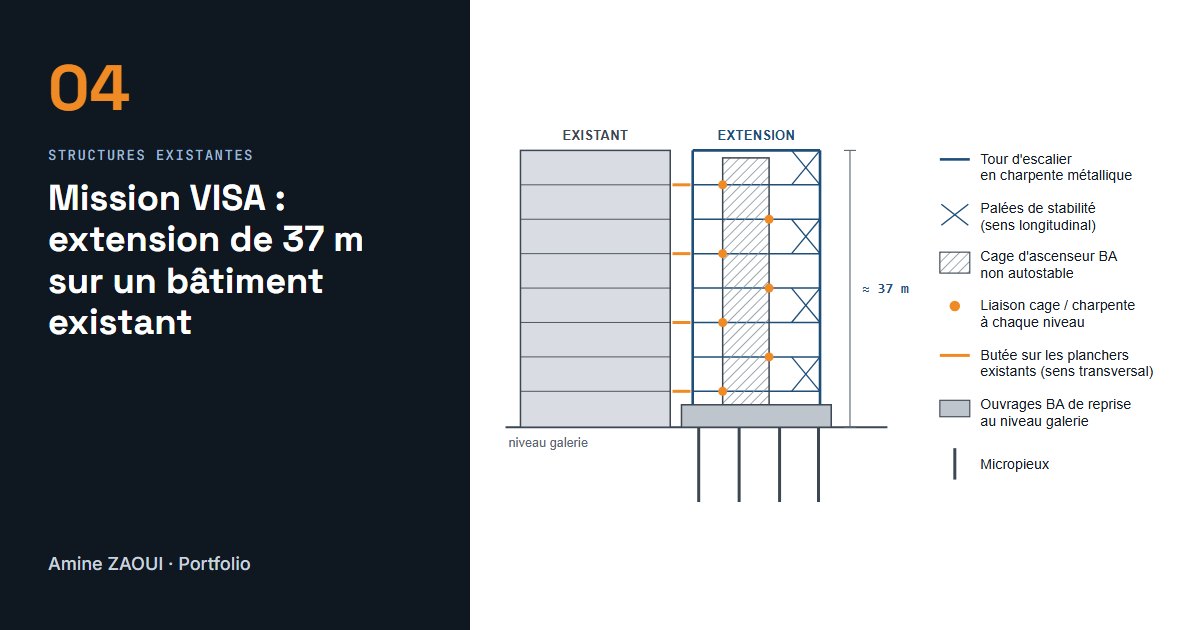 04
STRUCTURES EXISTANTES
Mission VISA :
extension de 37 m
sur un bâtiment
existant
Amine ZAOUI · Portfolio
EXISTANT
EXTENSION
≈ 37 m
niveau galerie
Tour d'escalier
en charpente métallique
Palées de stabilité
(sens longitudinal)
Cage d'ascenseur BA
non autostable
Liaison cage / charpente
à chaque niveau
Butée sur les planchers
existants (sens transversal)
Ouvrages BA de reprise
au niveau galerie
Micropieux